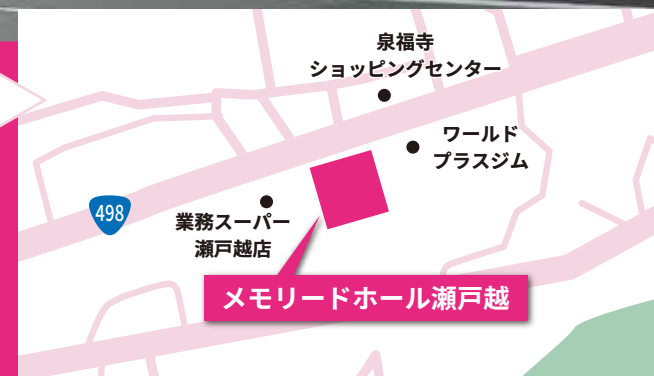 泉福寺
ショッピングセンター
ワールド
プラスジム
498
業務スーパー
瀬戸越店
メモリードホール瀬戸越